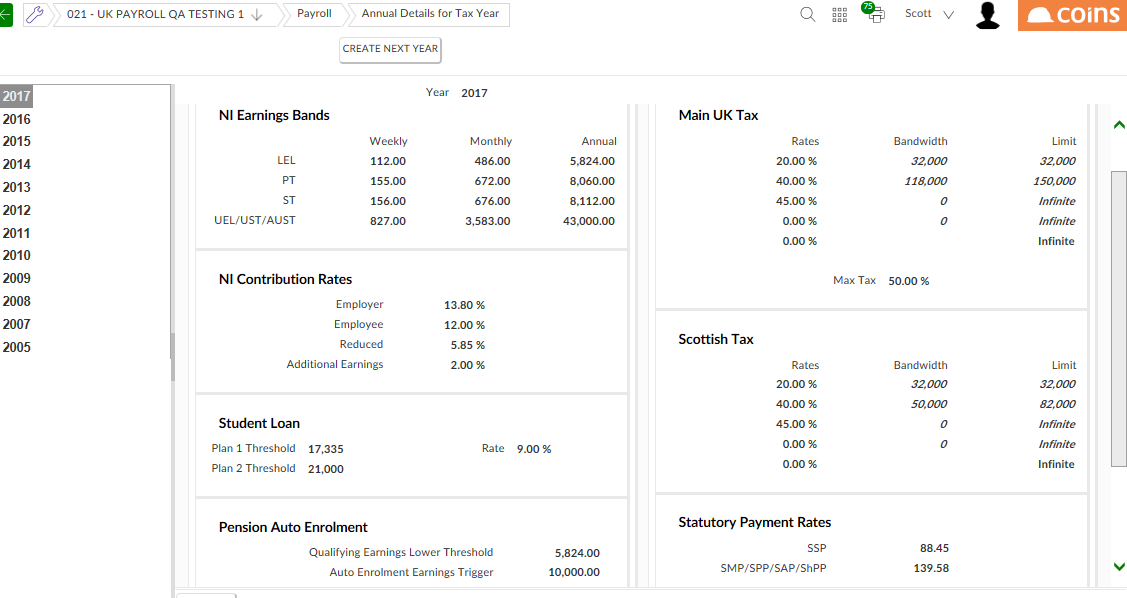 021 - UK PAYROLL QA TESTING 1 Payroll Annual Details for Tax Year 75 Scott coins
CREATE NEXT YEAR
2017
2016
2015
2014
2013
2012
2011
2010
2009
2008
2007
2005
Year 2017
NI Earnings Bands
Weekly Monthly Annual
LEL 112.00 486.00 5,824.00
PT 155.00 672.00 8,060.00
ST 156.00 676.00 8,112.00
UEL/UST/AUST 827.00 3,583.00 43,000.00
NI Contribution Rates
Employer 13.80 %
Employee 12.00 %
Reduced 5.85 %
Additional Earnings 2.00 %
Student Loan
Plan 1 Threshold 17,335 Rate 9.00 %
Plan 2 Threshold 21,000
Pension Auto Enrolment
Qualifying Earnings Lower Threshold 5,824.00
Auto Enrolment Earnings Trigger 10,000.00
Main UK Tax
Rates Bandwidth Limit
20.00 % 32,000 32,000
40.00 % 118,000 150,000
45.00 % 0 Infinite
0.00 % 0 Infinite
0.00 % Infinite
Max Tax 50.00 %
Scottish Tax
Rates Bandwidth Limit
20.00 % 32,000 32,000
40.00 % 50,000 82,000
45.00 % 0 Infinite
0.00 % 0 Infinite
0.00 % Infinite
Statutory Payment Rates
SSP 88.45
SMP/SPP/SAP/ShPP 139.58